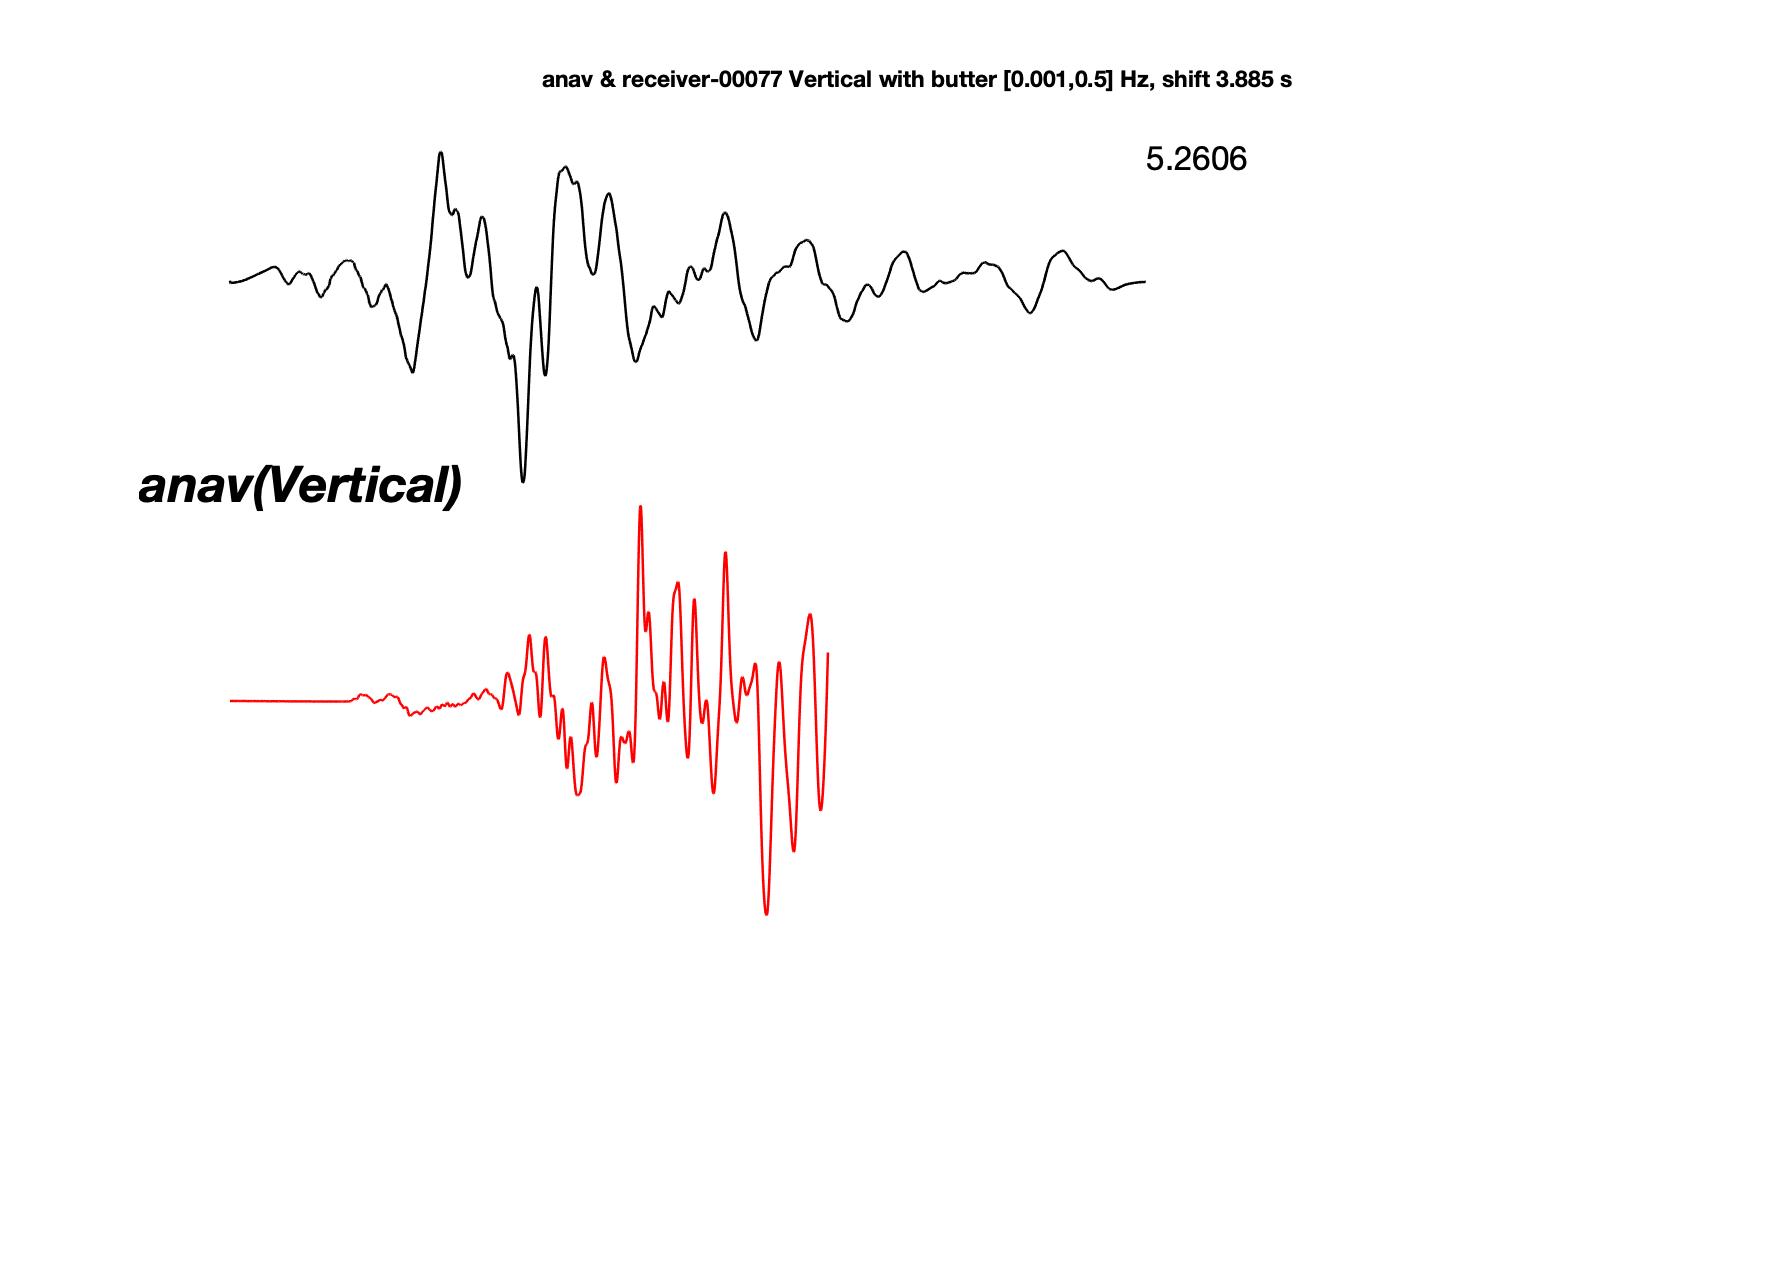 anav & receiver-00077 Vertical with butter [0.001,0.5] Hz, shift 3.885 s
5.2606
anav(Vertical)